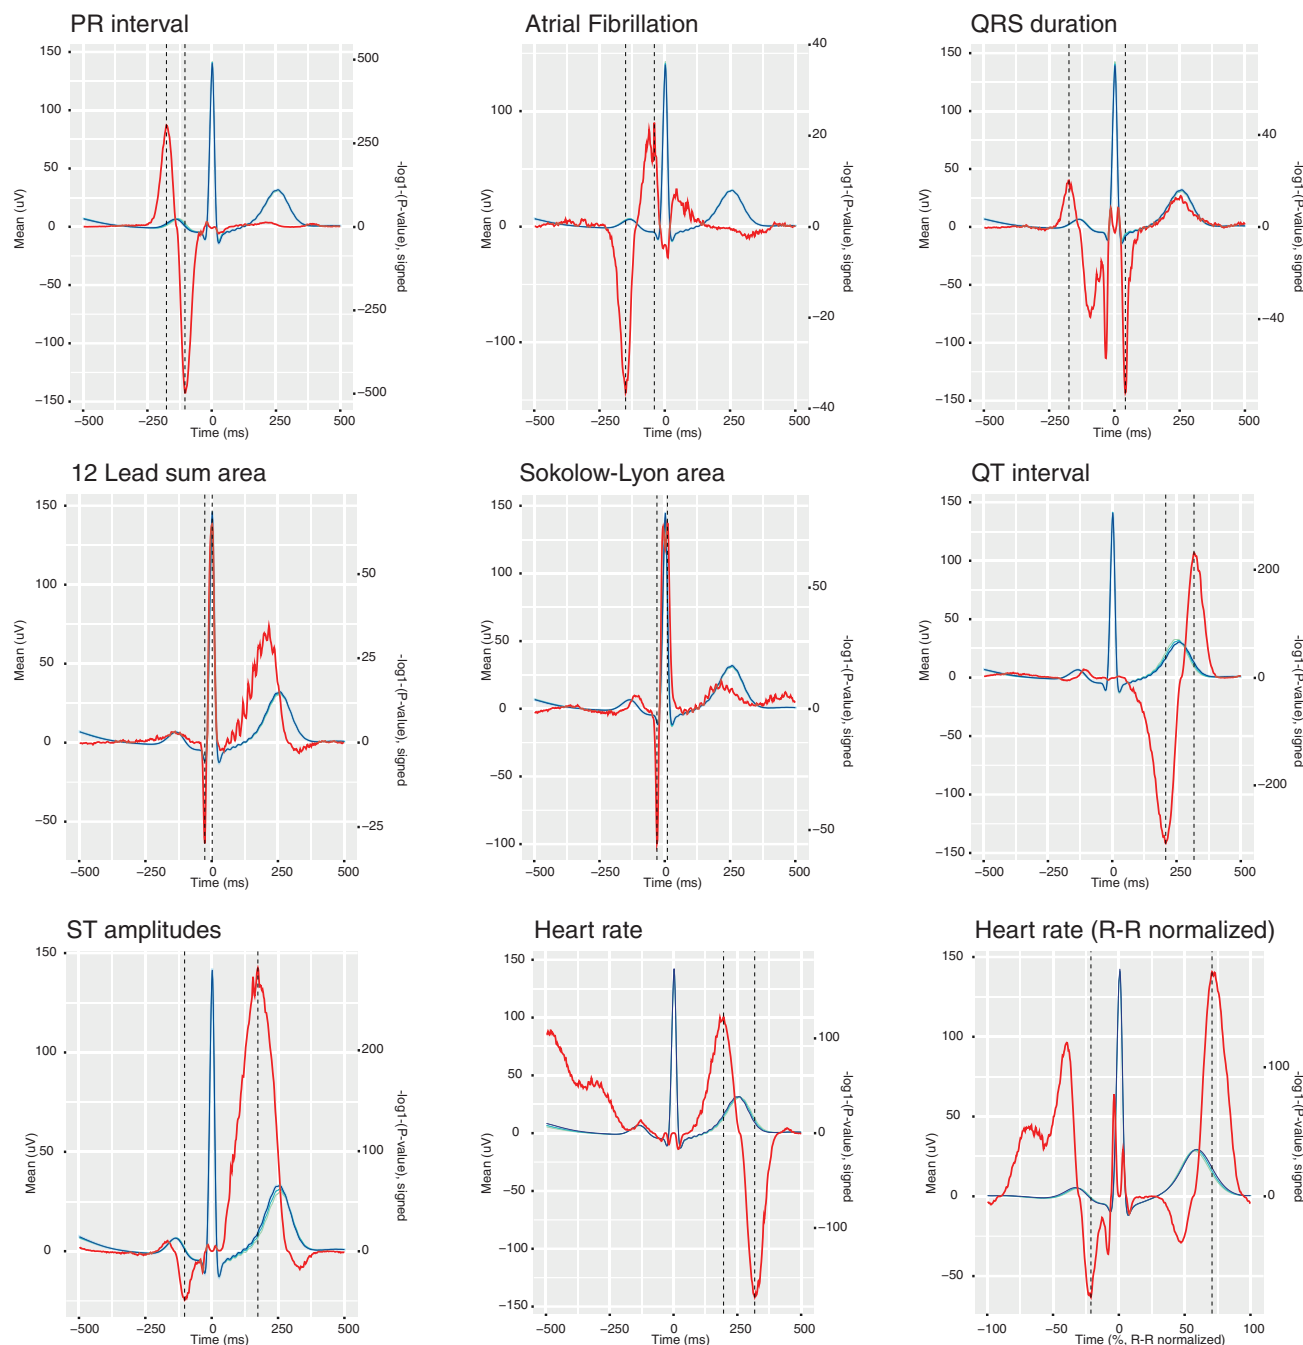 PR interval
Atrial Fibrillation
QRS duration
150
100
50
0
−50
−100
−150
Mean (uV)
500
250
0
−250
−500
-log1-(P-value), signed
−500 −250 0 250 500
Time (ms)
100
50
0
−100
Mean (uV)
40
20
0
−20
−40
-log1-(P-value), signed
−500 −250 0 250 500
Time (ms)
150
100
50
0
−50
−100
−150
Mean (uV)
40
0
−40
-log1-(P-value), signed
−500 −250 0 250 500
Time (ms)
12 Lead sum area
Sokolow-Lyon area
QT interval
150
100
50
0
−50
Mean (uV)
50
25
0
−25
-log1-(P-value), signed
−500 −250 0 250 500
Time (ms)
150
100
50
0
−50
−100
Mean (uV)
50
0
−50
-log1-(P-value), signed
−500 −250 0 250 500
Time (ms)
150
100
50
0
−50
−100
−150
Mean (uV)
200
0
−200
-log1-(P-value), signed
−500 −250 0 250 500
Time (ms)
ST amplitudes
Heart rate
Heart rate (R-R normalized)
150
100
50
0
Mean (uV)
200
100
0
-log1-(P-value), signed
−500 −250 0 250 500
Time (ms)
150
100
50
0
−50
−100
−150
Mean (uV)
100
0
−100
-log1-(P-value), signed
−500 −250 0 250 500
Time (ms)
150
100
50
0
−50
Mean (uV)
100
0
-log1-(P-value), signed
−100 −50 0 50 100
Time (%, R-R normalized)